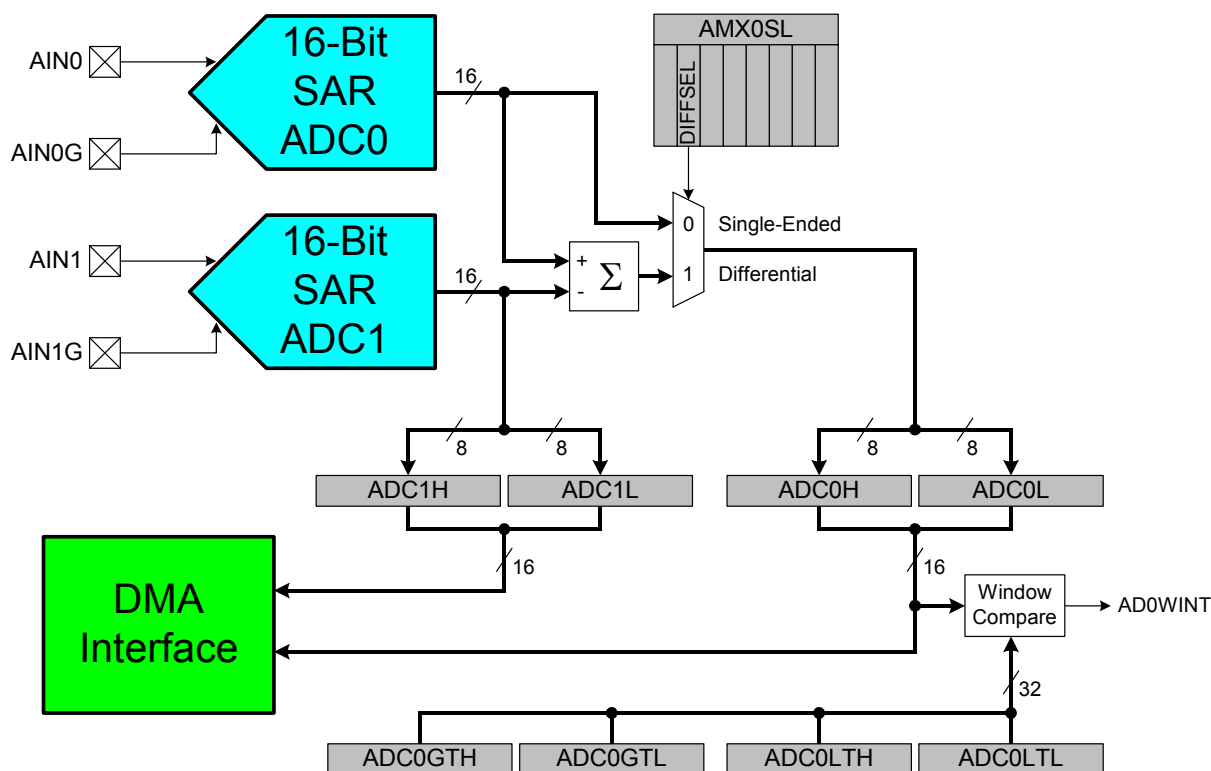 AIN0
AIN0G
16-Bit
SAR
ADC0
16
AMX0SL
DIFFSEL
AIN1
AIN1G
16-Bit
SAR
ADC1
16
+
-
Σ
0
1
Single-Ended
Differential
8
8
8
8
ADC1H
ADC1L
ADC0H
ADC0L
16
16
DMA
Interface
Window
Compare
AD0WINT
32
ADC0GTH
ADC0GTL
ADC0LTH
ADC0LTL